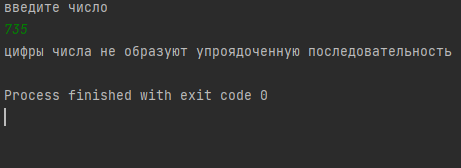 введите число
735
цифры числа не образуют упроядоченную последовательность
Process finished with exit code 0